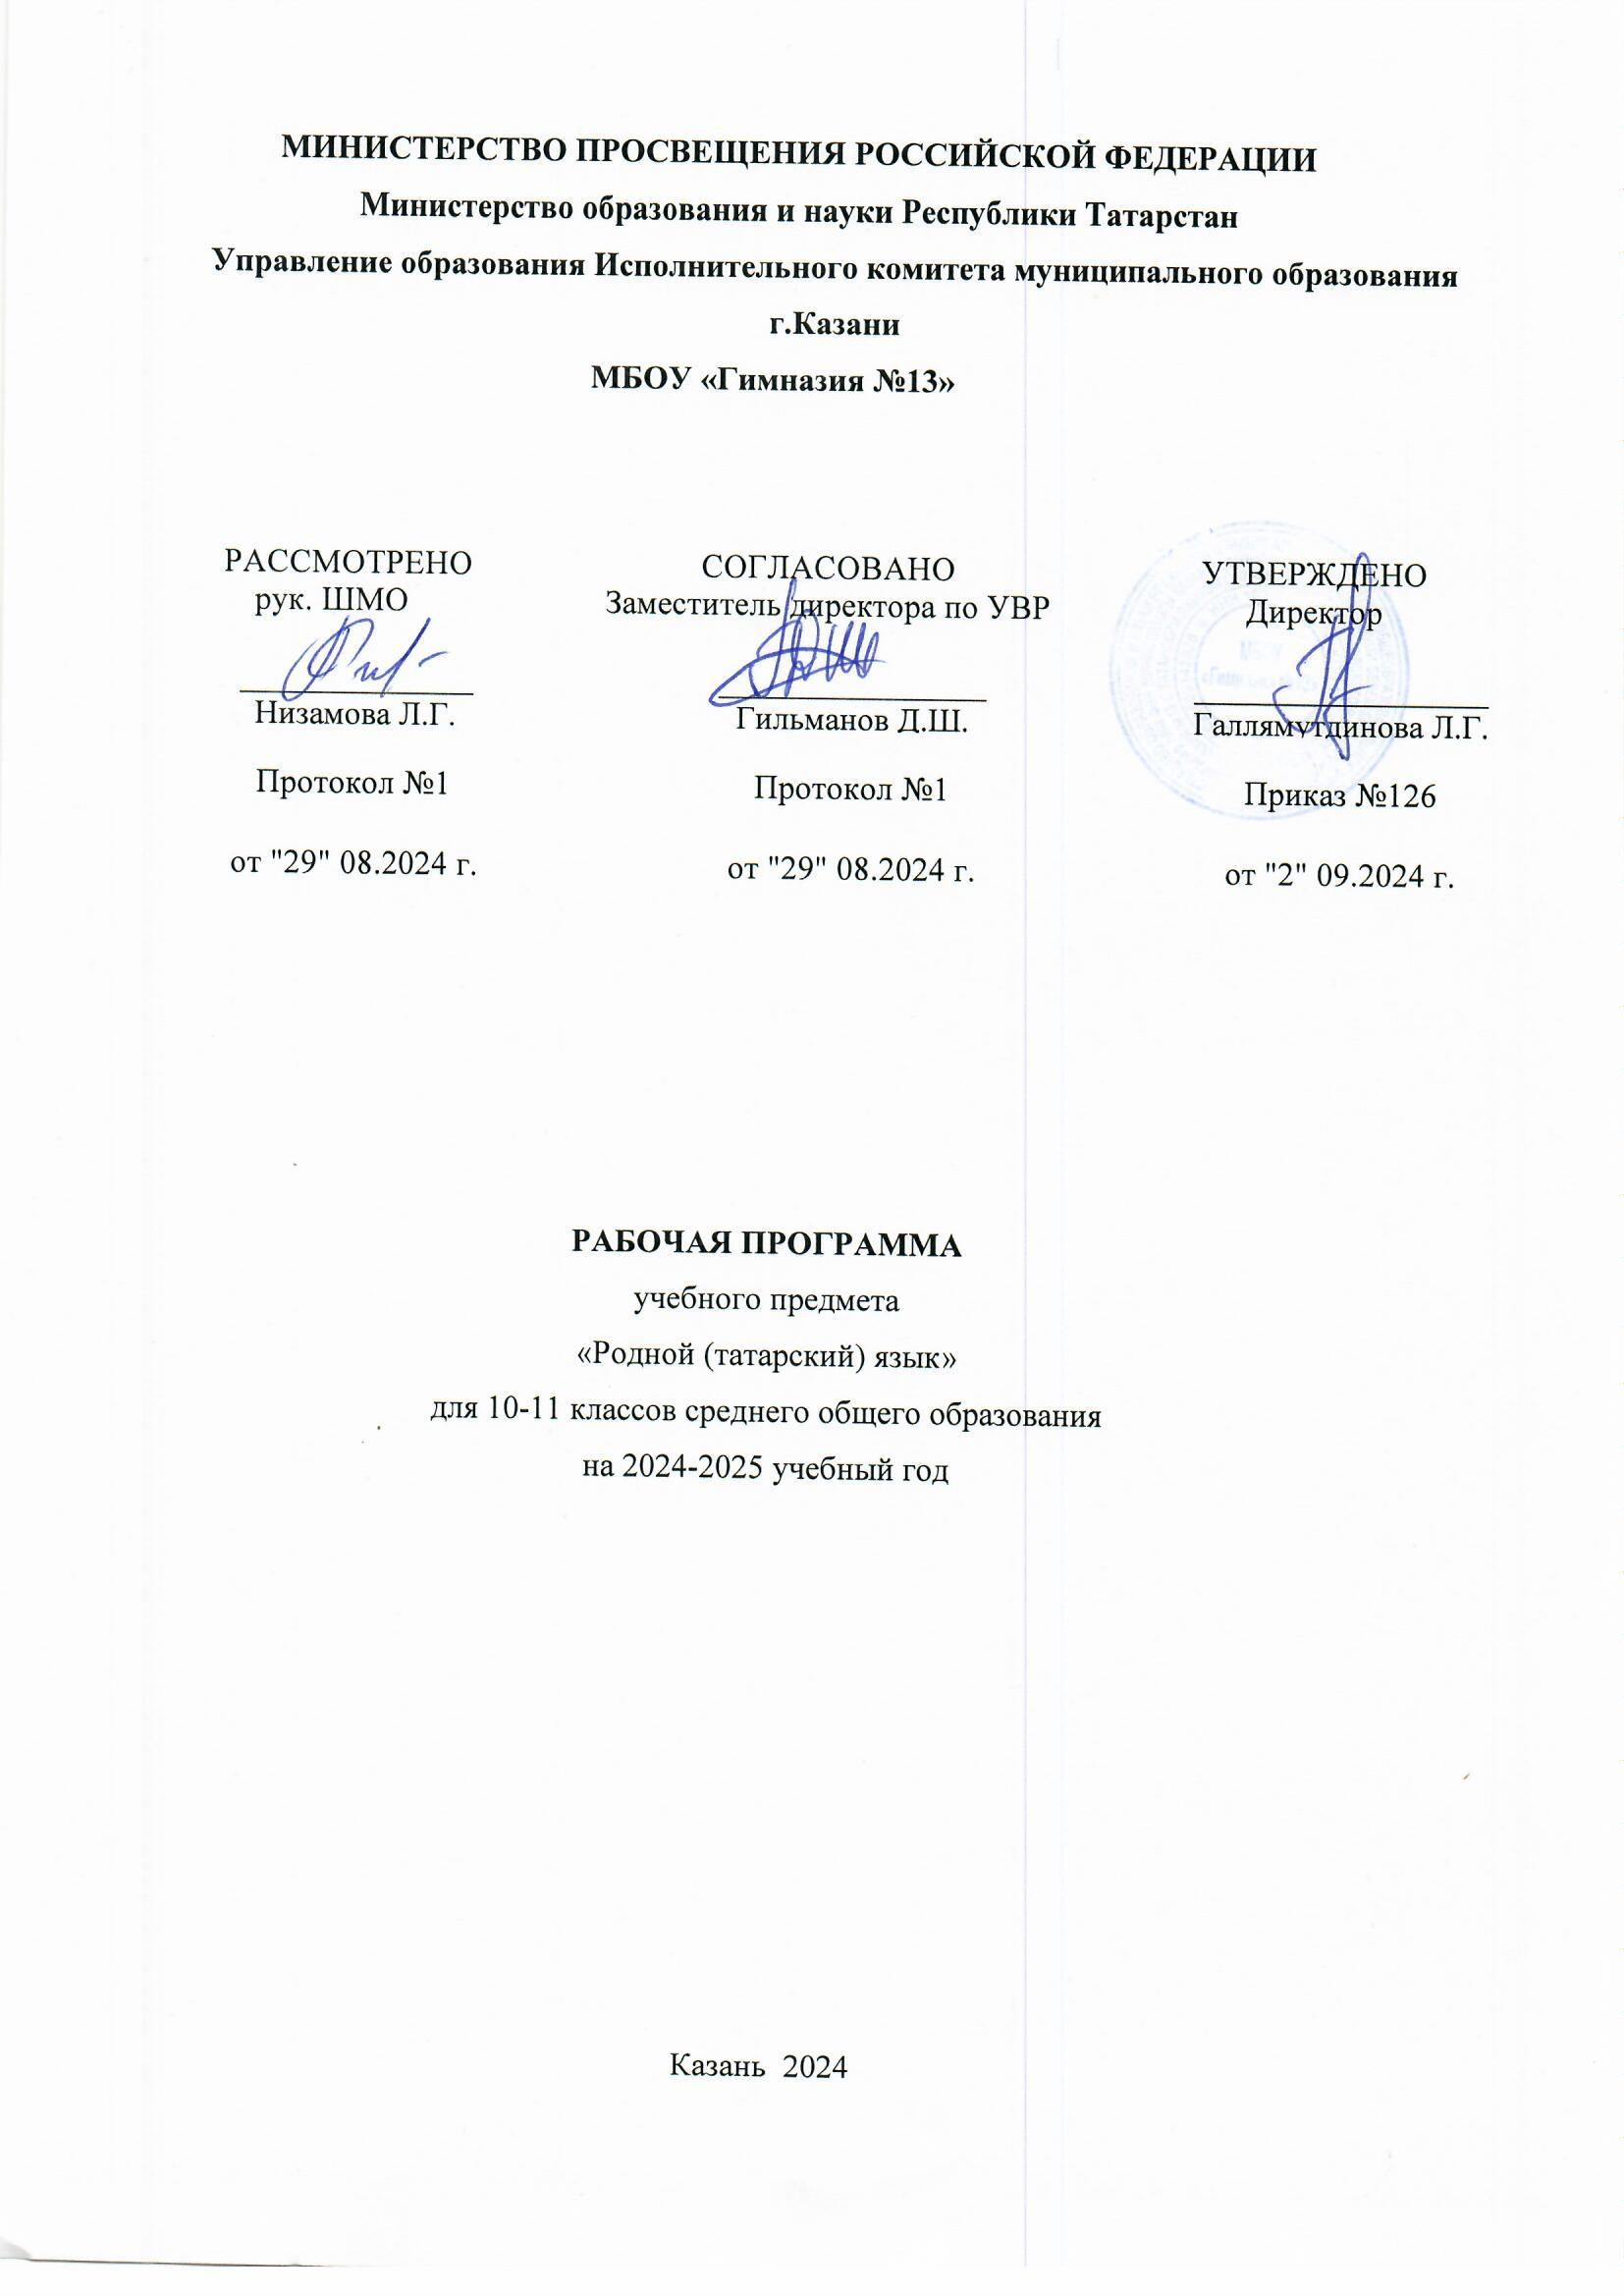 МИНИСТЕРСТВО ПРОСВЕЩЕНИЯ РОССИЙСКОЙ ФЕДЕРАЦИИ
Министерство образования и науки Республики Татарстан
Управление образования Исполнительного комитета муниципального образования
г.Казани
МБОУ «Гимназия №13»
РАССМОТРЕНО
рук. ШМО
Низамова Л.Г.
Протокол №1
от "29" 08.2024 г.
СОГЛАСОВАНО
Заместитель директора по УВР
Гильманов Д.Ш.
Протокол №1
от "29" 08.2024 г.
УТВЕРЖДЕНО
Директор
Галлямутдинова Л.Г.
Приказ №126
от "2" 09.2024 г.
РАБОЧАЯ ПРОГРАММА
учебного предмета
«Родной (татарский) язык»
для 10-11 классов среднего общего образования
на 2024-2025 учебный год
Казань 2024